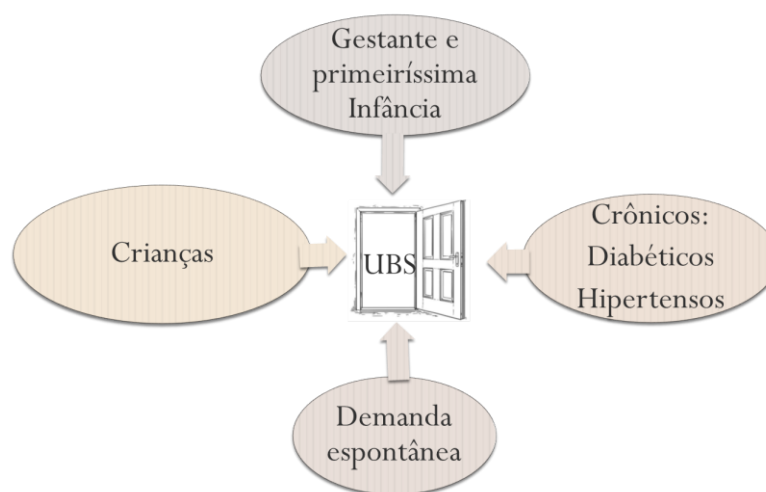 Gestante e
primeiríssima
Infância
Crianças
UBS
Crônicos:
Diabéticos
Hipertensos
Demanda
espontânea